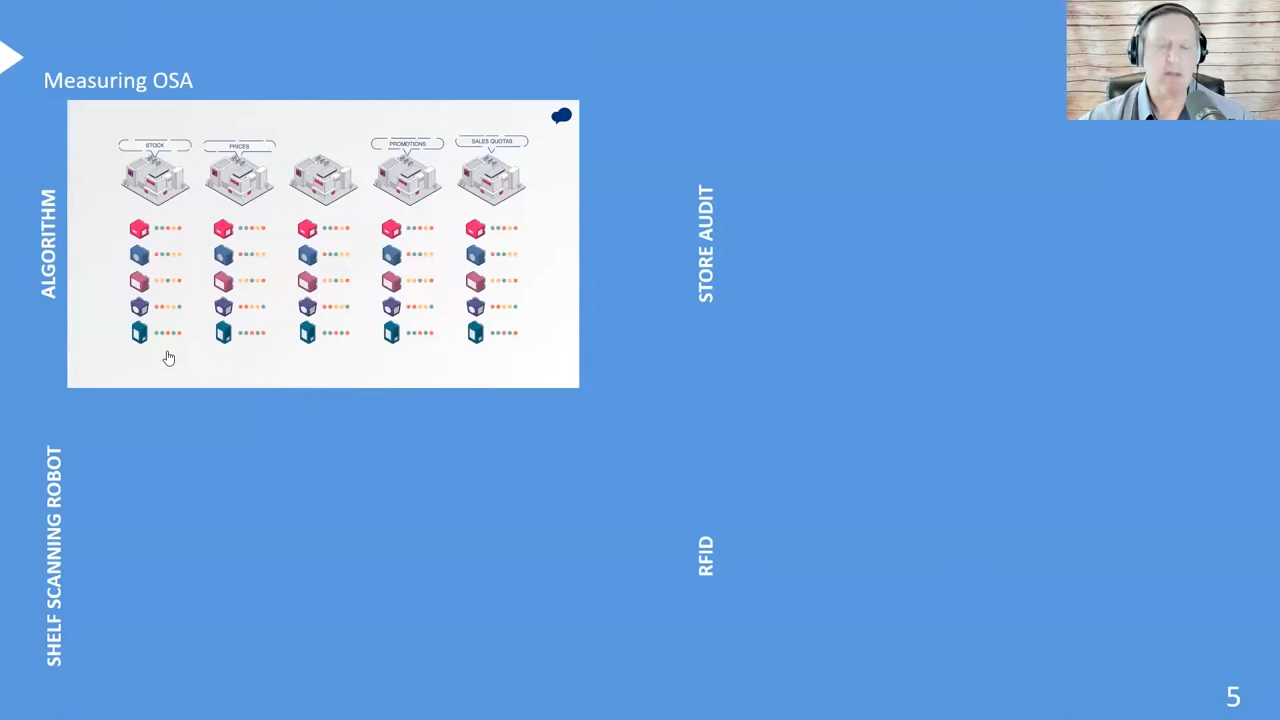 Measuring OSA
ALGORITHM
STOCK
PRICES
PROMOTIONS
SALES QUOTAS
STORE AUDIT
SHELF SCANNING ROBOT
RFID
5